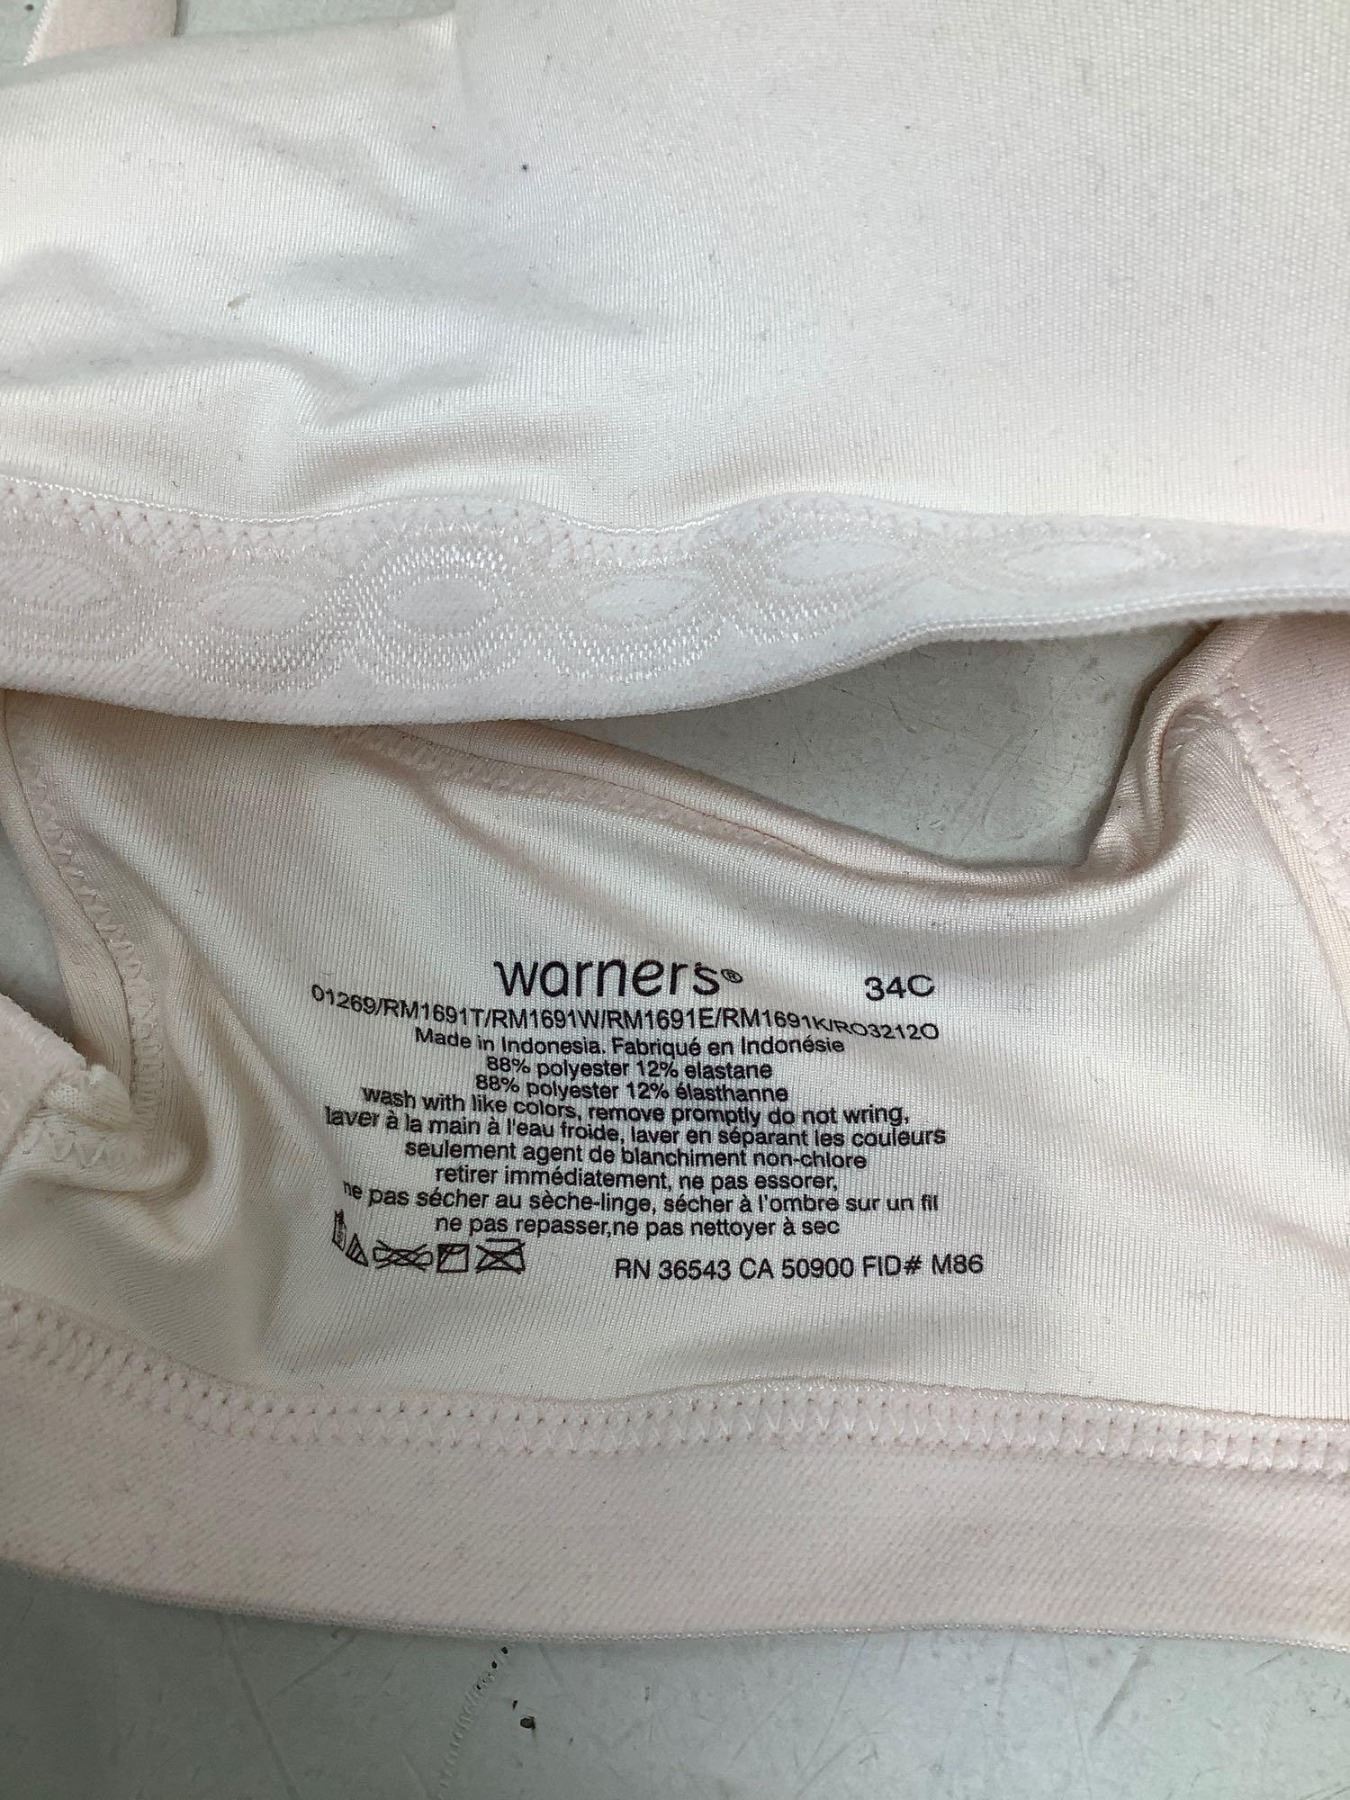 warner's® 34C
01269/RM1691T/RM1691W/RM1691E/RM1691K/RO3212O
Made in Indonesia. Fabriqué en Indonésie
88% polyester 12% elastane
88% polyester 12% élasthanne
wash with like colors, remove promptly do not wring,
laver à la main à l'eau froide, laver en séparant les couleurs
seulement agent de blanchiment non-chlore
retirer immédiatement, ne pas essorer,
ne pas sécher au sèche-linge, sécher à l'ombre sur un fil
ne pas repasser,ne pas nettoyer à sec
RN 36543 CA 50900 FID# M86